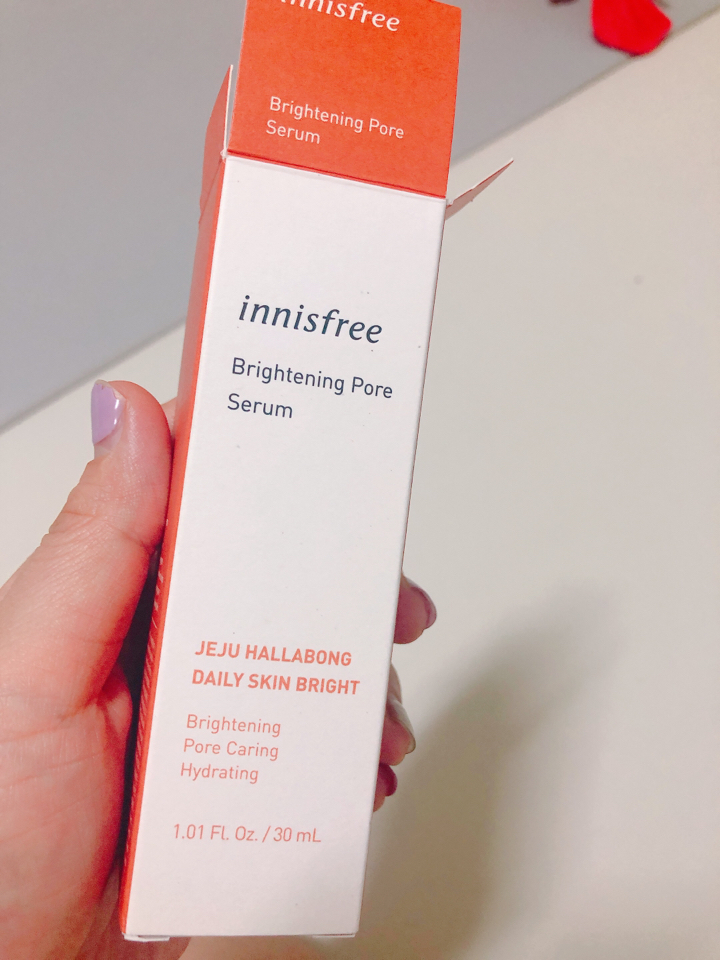 innisfree
Brightening Pore
Serum
innisfree
Brightening Pore
Serum
JEJU HALLABONG
DAILY SKIN BRIGHT
Brightening
Pore Caring
Hydrating
1.01 Fl. Oz. / 30 mL